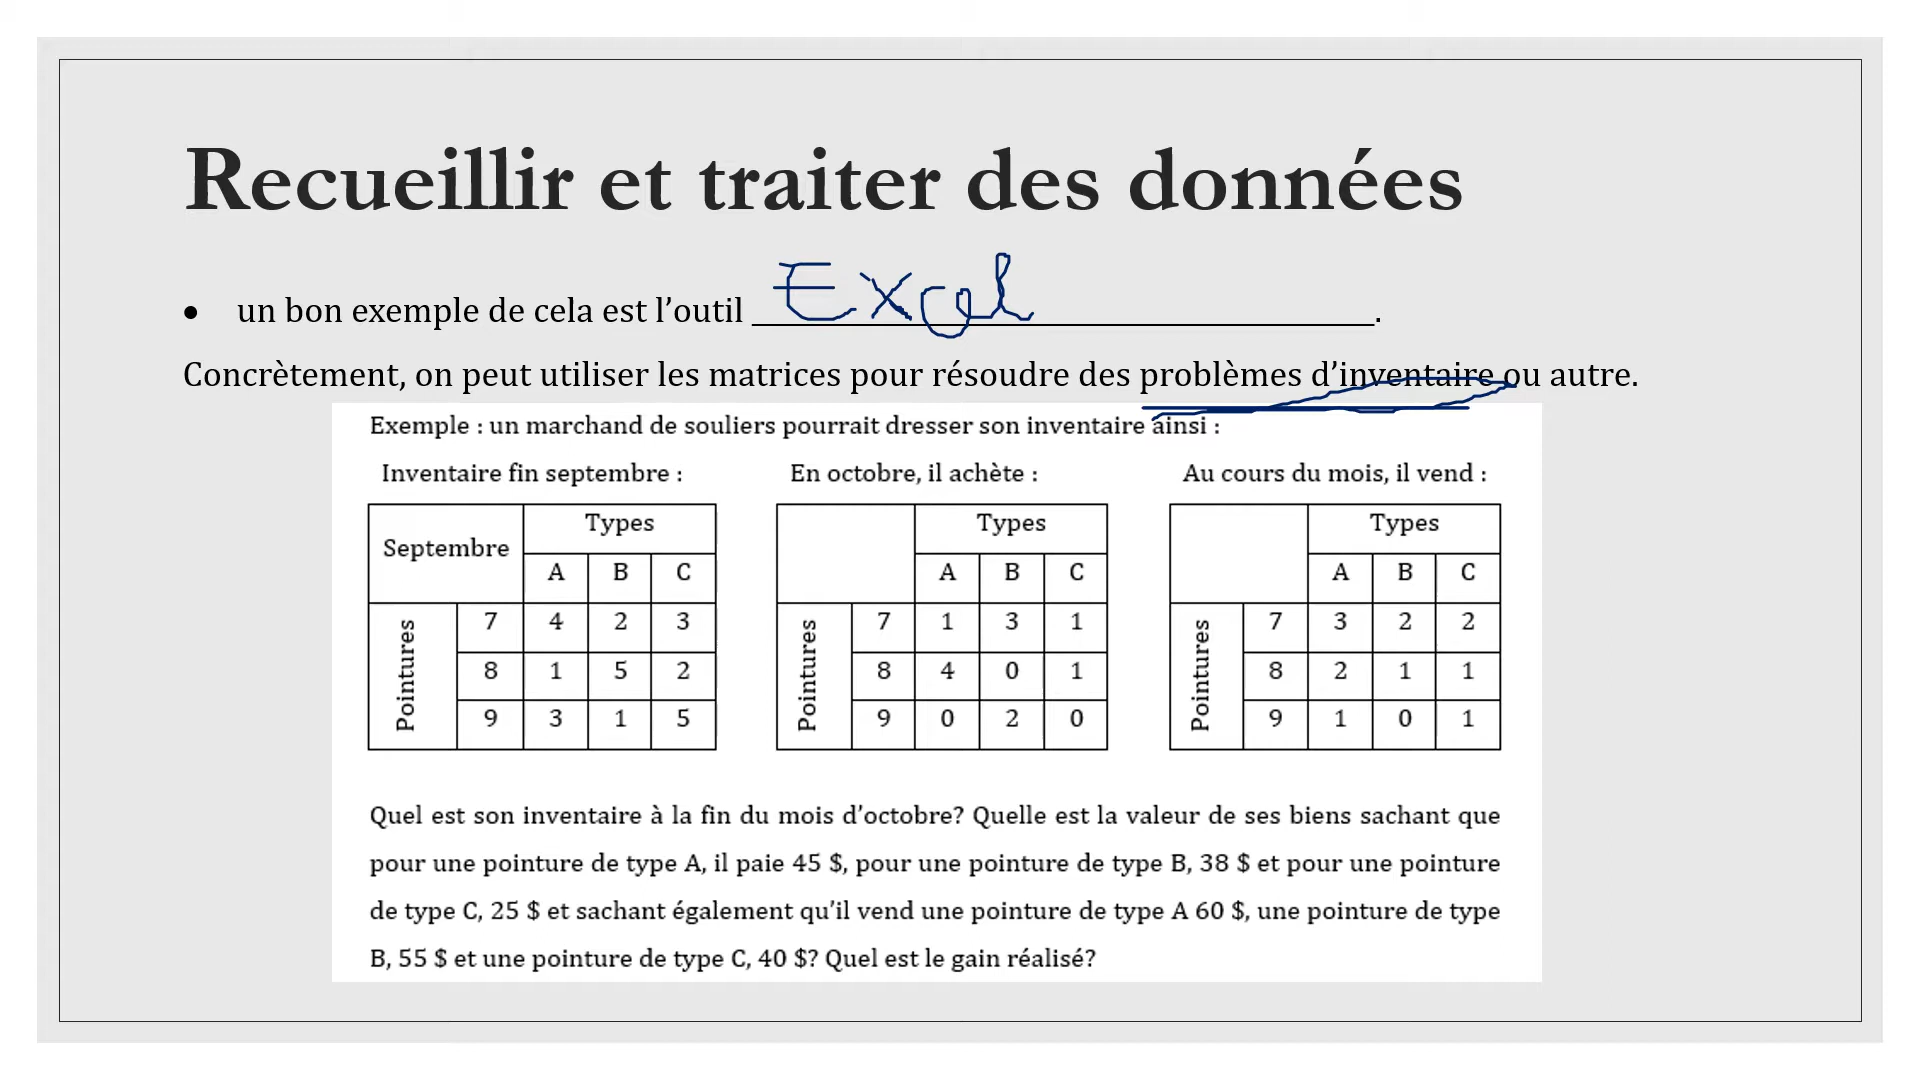 Recueillir et traiter des données
• un bon exemple de cela est l’outil Excel.
Concrètement, on peut utiliser les matrices pour résoudre des problèmes d’inventaire ou autre.
Exemple : un marchand de souliers pourrait dresser son inventaire ainsi :
Inventaire fin septembre : En octobre, il achète : Au cours du mois, il vend :
Septembre Types Types Types
A B C A B C A B C
Pointures 7 4 2 3 Pointures 7 1 3 1 Pointures 7 3 2 2
8 1 5 2 8 4 0 1 8 2 1 1
9 3 1 5 9 0 2 0 9 1 0 1
Quel est son inventaire à la fin du mois d’octobre? Quelle est la valeur de ses biens sachant que
pour une pointure de type A, il paie 45 $, pour une pointure de type B, 38 $ et pour une pointure
de type C, 25 $ et sachant également qu’il vend une pointure de type A 60 $, une pointure de type
B, 55 $ et une pointure de type C, 40 $? Quel est le gain réalisé?